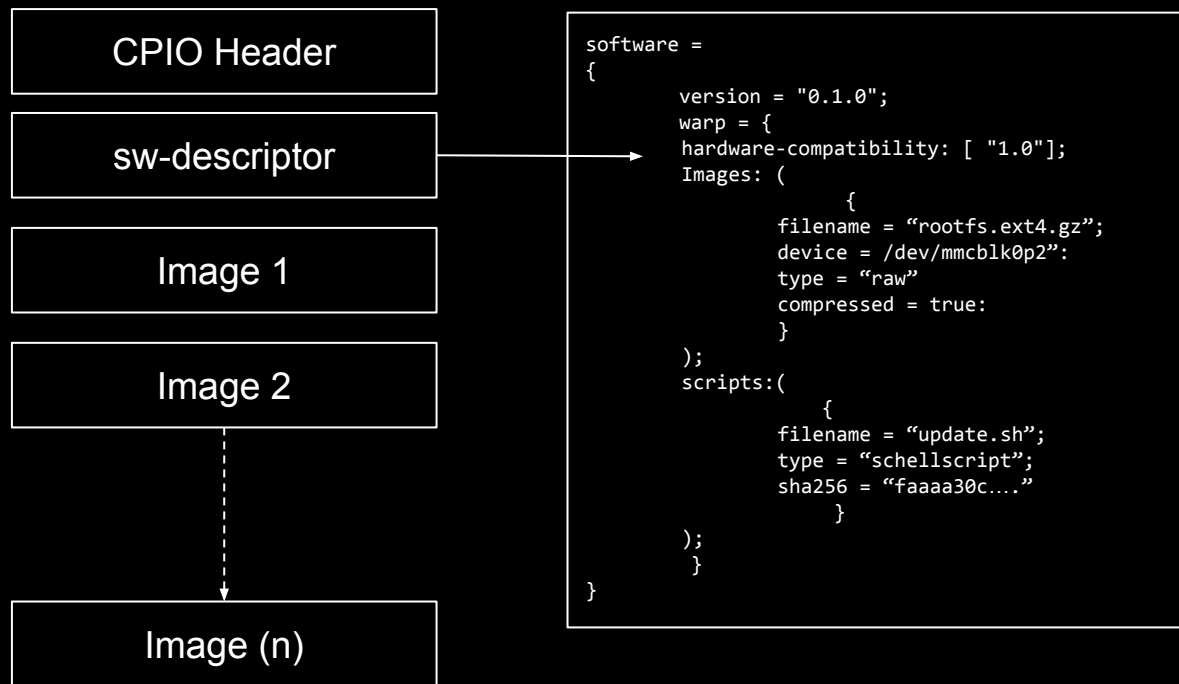 CPIO Header
sw-descriptor
Image 1
Image 2
Image (n)
software =
{
version = "0.1.0";
warp = {
hardware-compatibility: [ "1.0"];
Images: (
{
filename = “rootfs.ext4.gz”;
device = /dev/mmcblk0p2”:
type = “raw”
compressed = true:
}
);
scripts:(
{
filename = “update.sh”;
type = “schellscript”;
sha256 = “faaaa30c….”
}
);
}
}